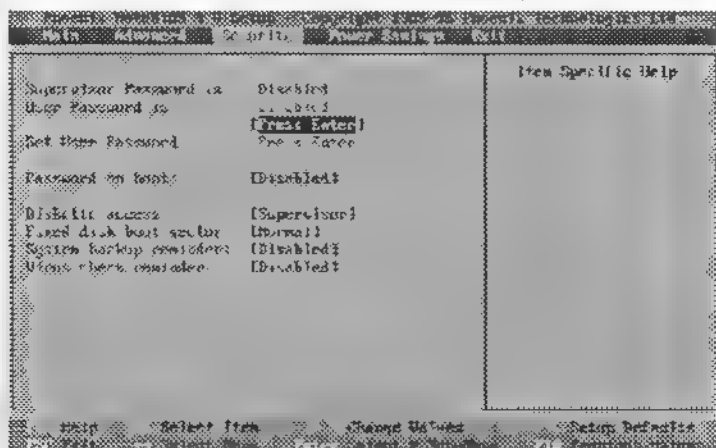 Main Advanced Security Power Savings Exit
Item Specific Help
Supervisor Password is Disabled
User Password is Disabled
[Press Enter]
Set User Password Press Enter
Password on boot: [Disabled]
Diskette access [Supervisor]
Fixed disk boot sector [Normal]
System backup reminder: [Disabled]
Virus check reminder: [Disabled]
Help Select Item Change Values Setup Defaults